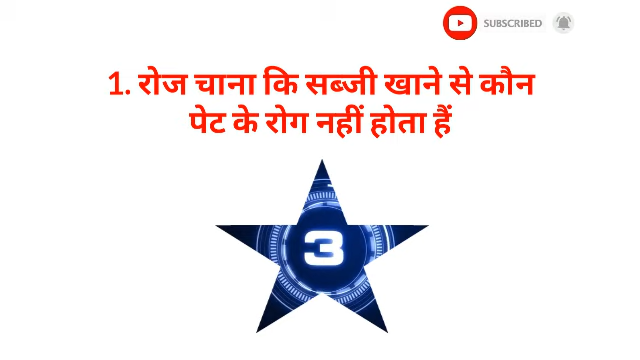 SUBSCRIBED
1. रोज चाना कि सब्जी खाने से कौन
पेट के रोग नहीं होता हैं
3